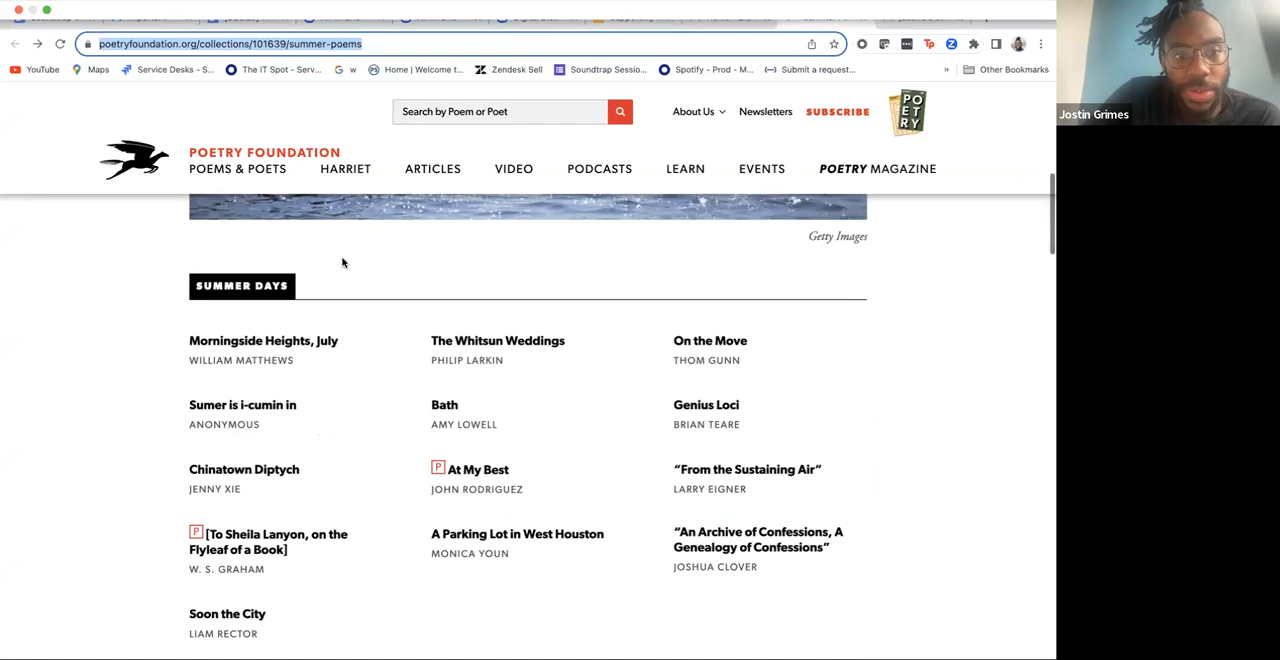 poetryfoundation.org/collections/101639/summer-poems
YouTube Maps Service Desks - S... The IT Spot - Serv... w Home | Welcome t... Zendesk Sell Soundtrap Sessio... Spotify - Prod - M... Submit a request... » Other Bookmarks
Search by Poem or Poet About Us Newsletters SUBSCRIBE
PO
ET
RY
POETRY FOUNDATION
POEMS & POETS HARRIET ARTICLES VIDEO PODCASTS LEARN EVENTS POETRY MAGAZINE
Jostin Grimes
Getty Images
SUMMER DAYS
Morningside Heights, July The Whitsun Weddings On the Move
WILLIAM MATTHEWS PHILIP LARKIN THOM GUNN
Sumer is i-cumin in Bath Genius Loci
ANONYMOUS AMY LOWELL BRIAN TEARE
Chinatown Diptych P At My Best “From the Sustaining Air”
JENNY XIE JOHN RODRIGUEZ LARRY EIGNER
P [To Sheila Lanyon, on the A Parking Lot in West Houston “An Archive of Confessions, A
Flyleaf of a Book] MONICA YOUN Genealogy of Confessions”
W. S. GRAHAM JOSHUA CLOVER
Soon the City
LIAM RECTOR